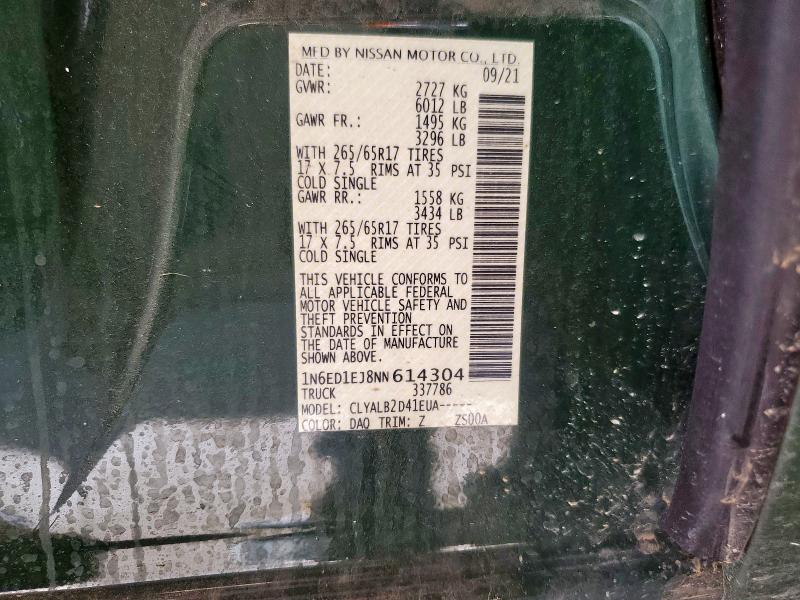 MFD BY NISSAN MOTOR CO., LTD.
DATE: 09/21
GVWR: 2727 KG
6012 LB
GAWR FR.: 1495 KG
3296 LB
WITH 265/65R17 TIRES
17 X 7.5 RIMS AT 35 PSI
COLD SINGLE
GAWR RR.: 1558 KG
3434 LB
WITH 265/65R17 TIRES
17 X 7.5 RIMS AT 35 PSI
COLD SINGLE
THIS VEHICLE CONFORMS TO
ALL APPLICABLE FEDERAL
MOTOR VEHICLE SAFETY AND
THEFT PREVENTION
STANDARDS IN EFFECT ON
THE DATE OF MANUFACTURE
SHOWN ABOVE.
1N6ED1EJ8NN614304
TRUCK 337786
MODEL: CLYALB2D41EUA-----
COLOR: DAQ TRIM: Z ZS00A